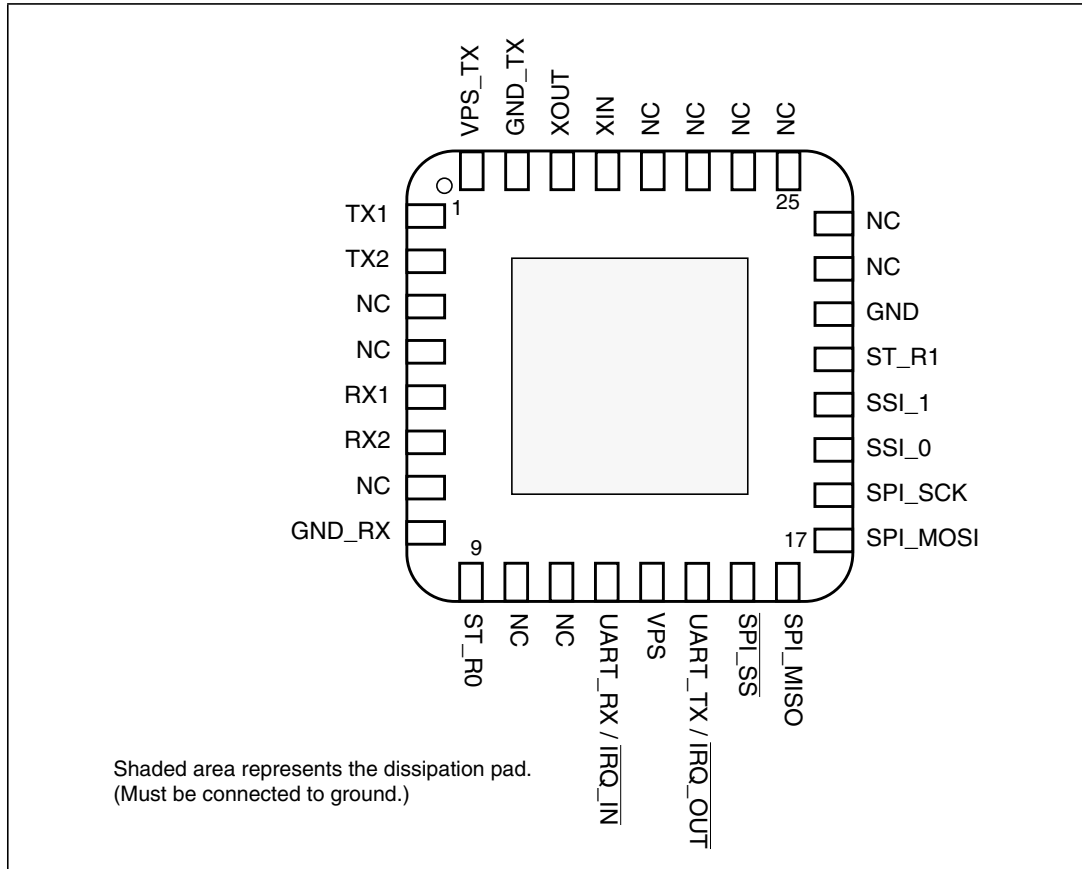 VPS_TX
GND_TX
XOUT
XIN
NC
NC
NC
NC
1
25
TX1
TX2
NC
NC
RX1
RX2
NC
GND_RX
NC
NC
GND
ST_R1
SSI_1
SSI_0
SPI_SCK
SPI_MOSI
9
17
ST_R0
NC
NC
UART_RX / IRQ_IN
VPS
UART_TX / IRQ_OUT
SPI_SS
SPI_MISO
Shaded area represents the dissipation pad.
(Must be connected to ground.)